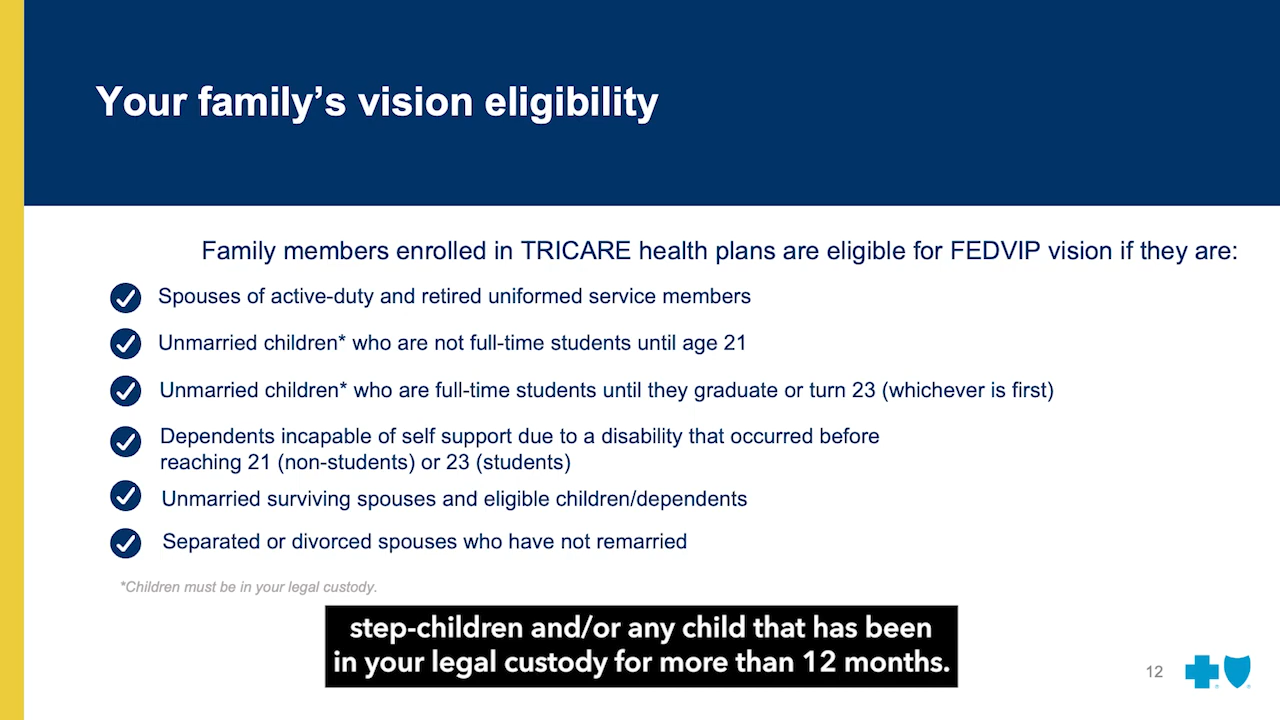 Your family’s vision eligibility
Family members enrolled in TRICARE health plans are eligible for FEDVIP vision if they are:
Spouses of active-duty and retired uniformed service members
Unmarried children* who are not full-time students until age 21
Unmarried children* who are full-time students until they graduate or turn 23 (whichever is first)
Dependents incapable of self support due to a disability that occurred before
reaching 21 (non-students) or 23 (students)
Unmarried surviving spouses and eligible children/dependents
Separated or divorced spouses who have not remarried
*Children must be in your legal custody.
step-children and/or any child that has been
in your legal custody for more than 12 months.
12
® ®